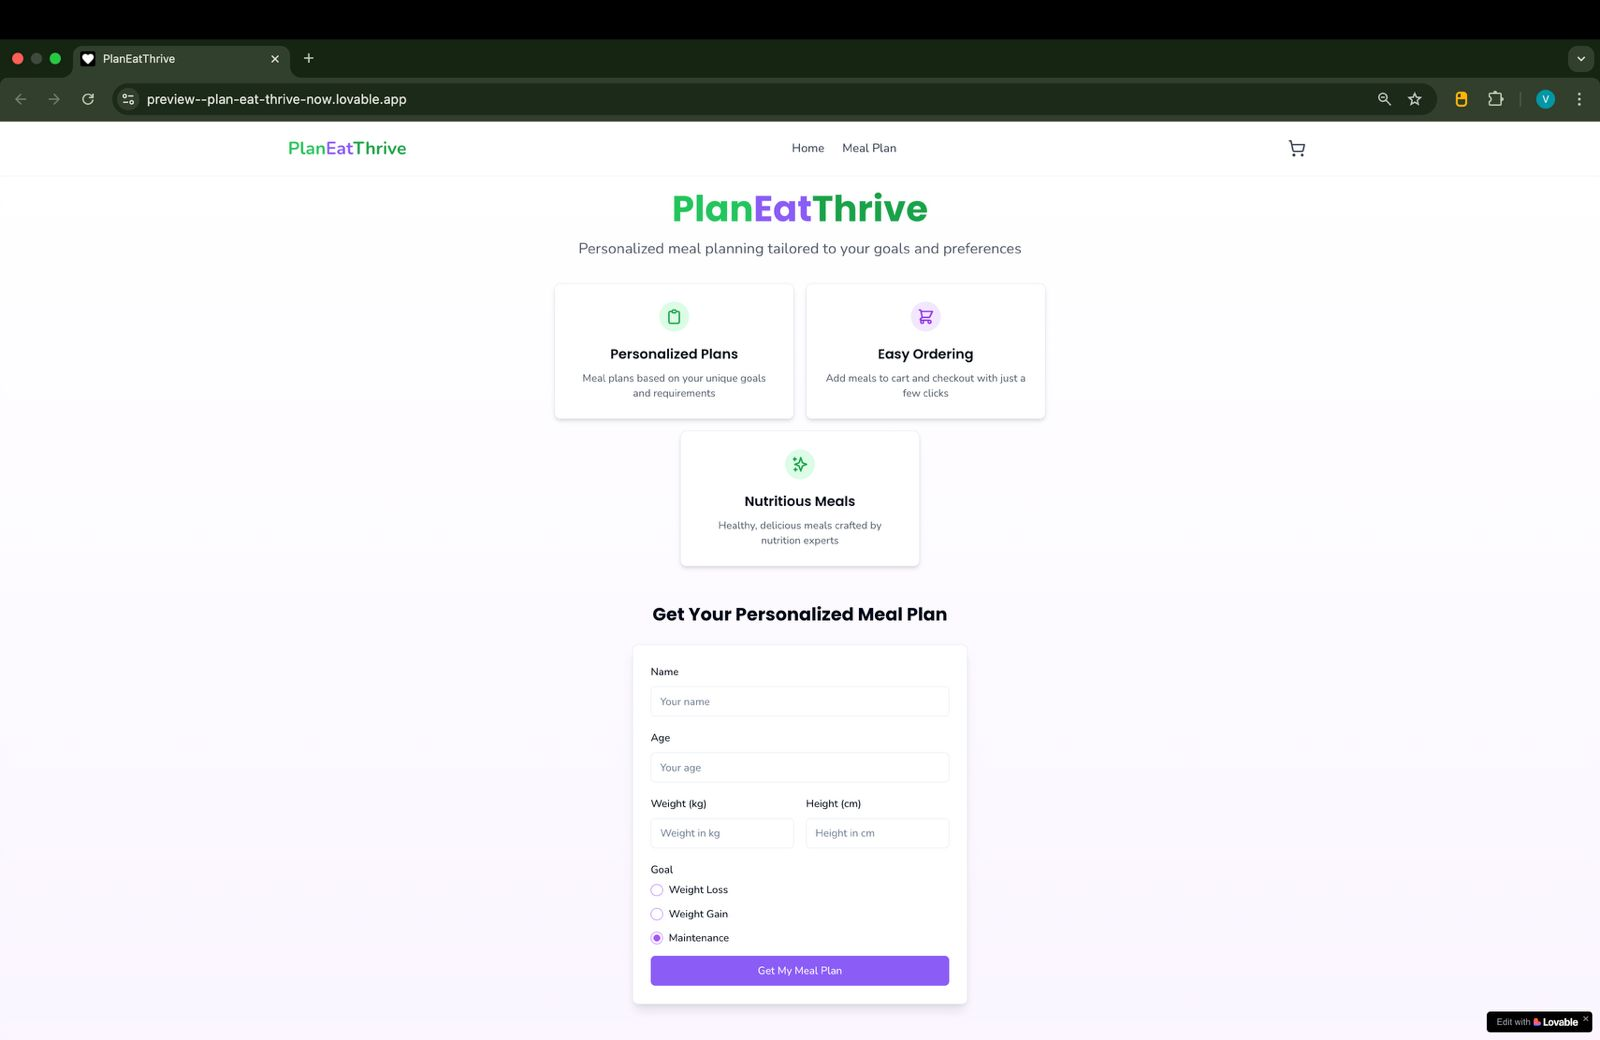 PlanEatThrive
preview--plan-eat-thrive-now.lovable.app
V
PlanEatThrive
Home
Meal Plan
PlanEatThrive
Personalized meal planning tailored to your goals and preferences
Personalized Plans
Meal plans based on your unique goals
and requirements
Easy Ordering
Add meals to cart and checkout with just a
few clicks
Nutritious Meals
Healthy, delicious meals crafted by
nutrition experts
Get Your Personalized Meal Plan
Name
Your name
Age
Your age
Weight (kg)
Height (cm)
Weight in kg
Height in cm
Goal
Weight Loss
Weight Gain
Maintenance
Get My Meal Plan
Edit with Lovable